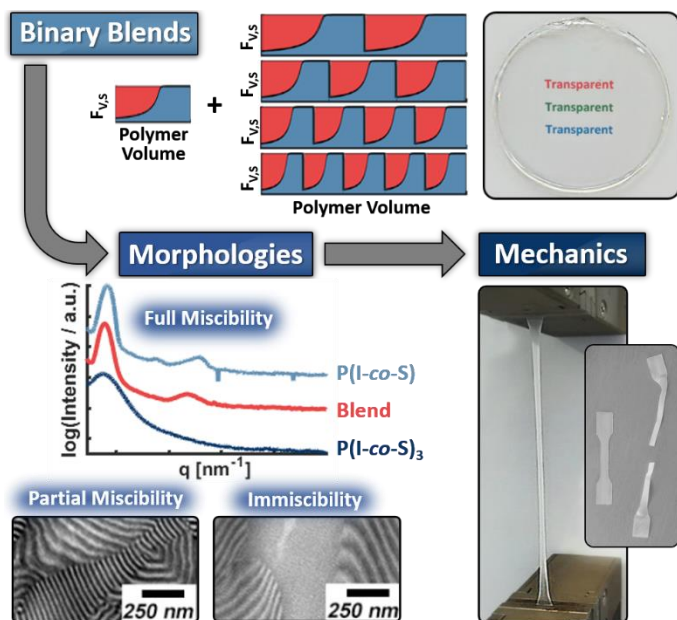 Binary Blends
F_V,S
+
Polymer
Volume
F_V,S
F_V,S
F_V,S
F_V,S
Polymer Volume
Transparent
Transparent
Transparent
Morphologies
Mechanics
log(Intensity / a.u.)
Full Miscibility
P(I-co-S)
Blend
P(I-co-S)₃
q [nm⁻¹]
Partial Miscibility
Immiscibility
250 nm
250 nm